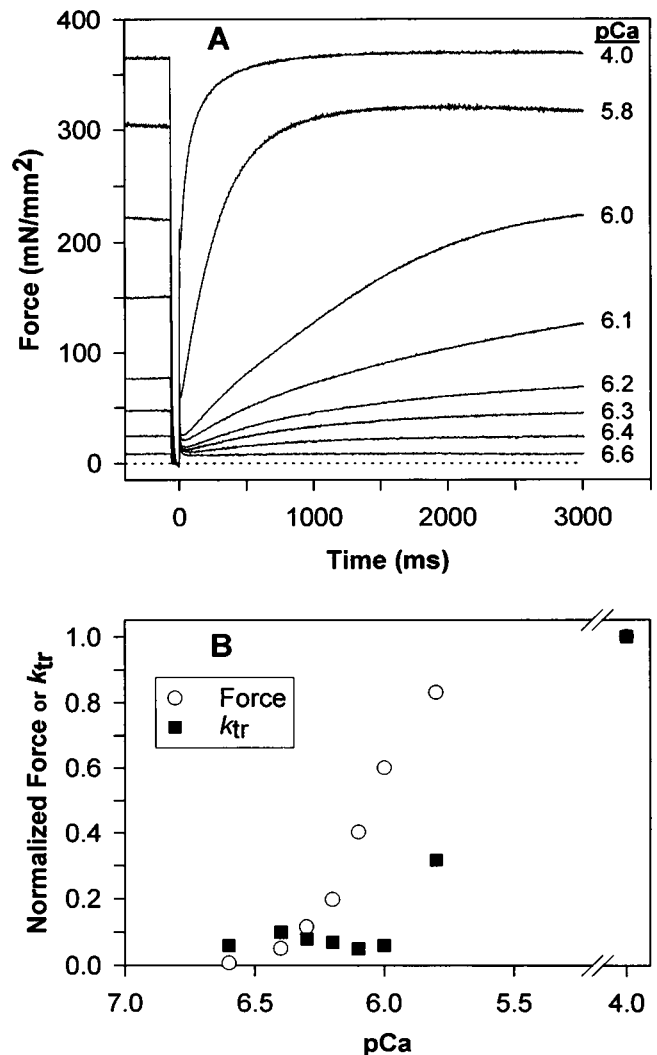 A
pCa
400
300
200
100
0
Force (mN/mm²)
4.0
5.8
6.0
6.1
6.2
6.3
6.4
6.6
0 1000 2000 3000
Time (ms)
B
Force
ktr
1.0
0.8
0.6
0.4
0.2
0.0
Normalized Force or ktr
7.0 6.5 6.0 5.5 4.0
pCa